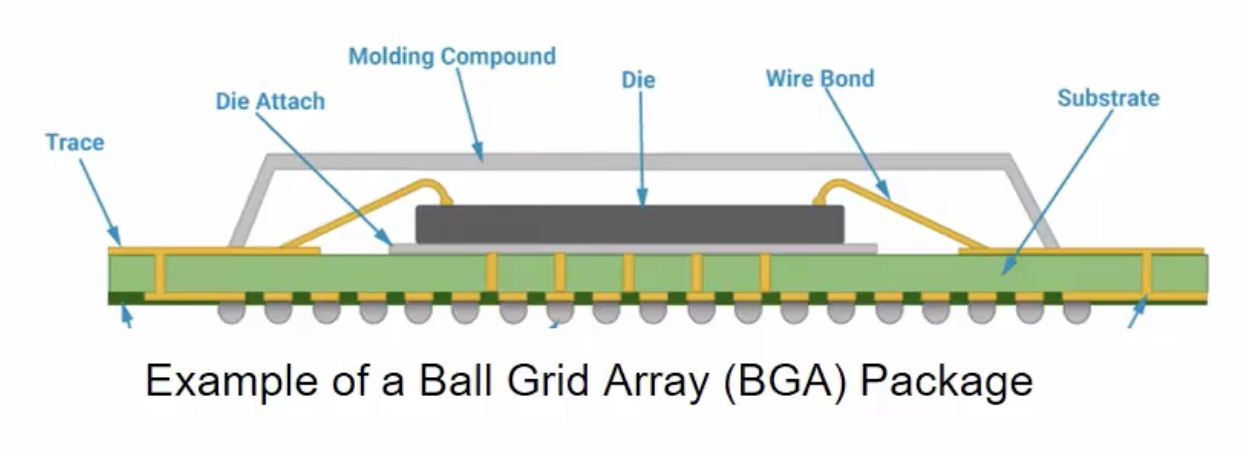 Molding Compound
Die
Wire Bond
Die Attach
Substrate
Trace
Example of a Ball Grid Array (BGA) Package